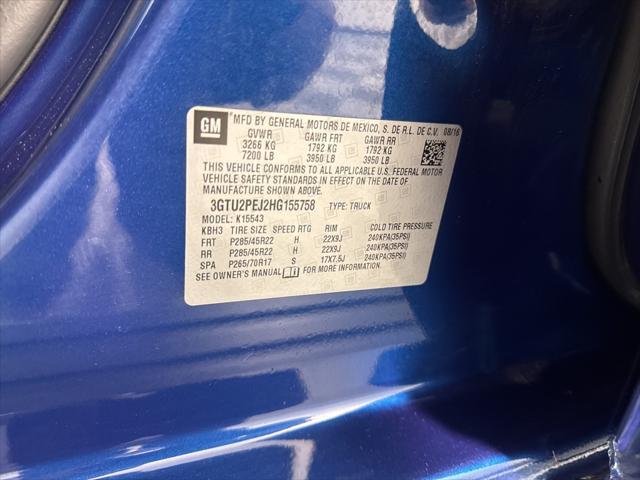 GM
MFD BY GENERAL MOTORS DE MEXICO, S. DE R.L. DE C.V. 08/16
GVWR GAWR FRT GAWR RR
3266 KG 1792 KG 1792 KG
7200 LB 3950 LB 3950 LB
THIS VEHICLE CONFORMS TO ALL APPLICABLE U.S. FEDERAL MOTOR
VEHICLE SAFETY STANDARDS IN EFFECT ON THE DATE OF
MANUFACTURE SHOWN ABOVE.
3GTU2PEJ2HG155758 TYPE: TRUCK
MODEL: K15543
KBH3 TIRE SIZE SPEED RTG RIM COLD TIRE PRESSURE
FRT P285/45R22 H 22X9J 240KPA(35PSI)
RR P285/45R22 H 22X9J 240KPA(35PSI)
SPA P265/70R17 S 17X7.5J 240KPA(35PSI)
SEE OWNER'S MANUAL FOR MORE INFORMATION.